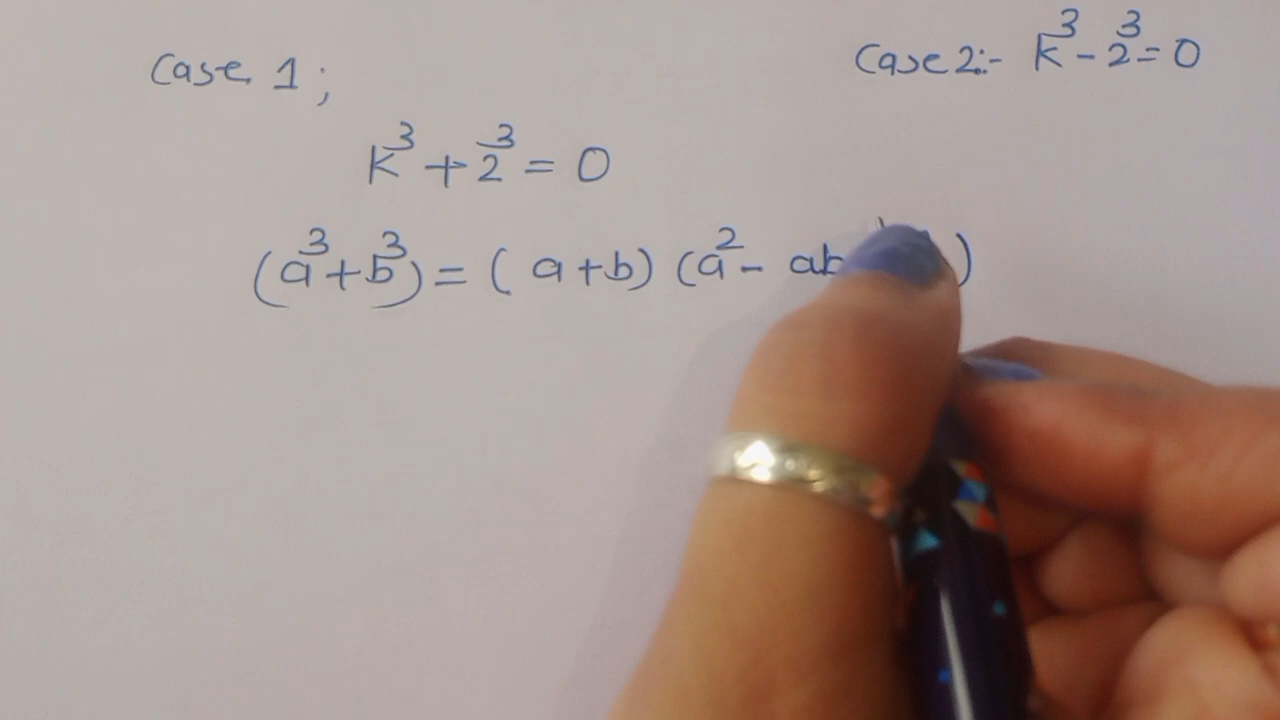 Case 1;
Case 2:- k³ - 2³ = 0
k³ + 2³ = 0
(a³ + b³) = (a + b) (a² - ab )